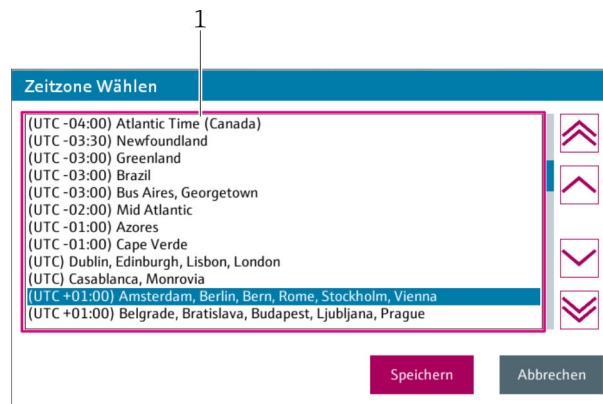 1
Zeitzone Wählen
(UTC -04:00) Atlantic Time (Canada)
(UTC -03:30) Newfoundland
(UTC -03:00) Greenland
(UTC -03:00) Brazil
(UTC -03:00) Bus Aires, Georgetown
(UTC -02:00) Mid Atlantic
(UTC -01:00) Azores
(UTC -01:00) Cape Verde
(UTC) Dublin, Edinburgh, Lisbon, London
(UTC) Casablanca, Monrovia
(UTC +01:00) Amsterdam, Berlin, Bern, Rome, Stockholm, Vienna
(UTC +01:00) Belgrade, Bratislava, Budapest, Ljubljana, Prague
Speichern Abbrechen